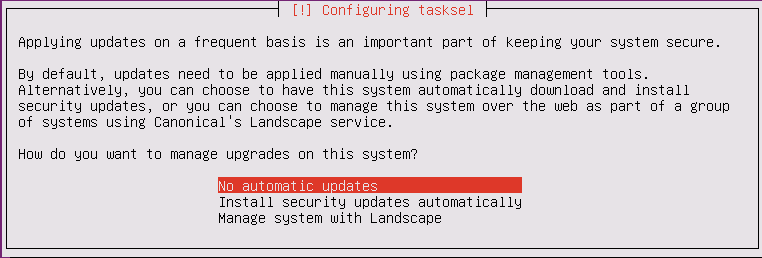 [!] Configuring tasksel
Applying updates on a frequent basis is an important part of keeping your system secure.
By default, updates need to be applied manually using package management tools.
Alternatively, you can choose to have this system automatically download and install
security updates, or you can choose to manage this system over the web as part of a group
of systems using Canonical's Landscape service.
How do you want to manage upgrades on this system?
No automatic updates
Install security updates automatically
Manage system with Landscape